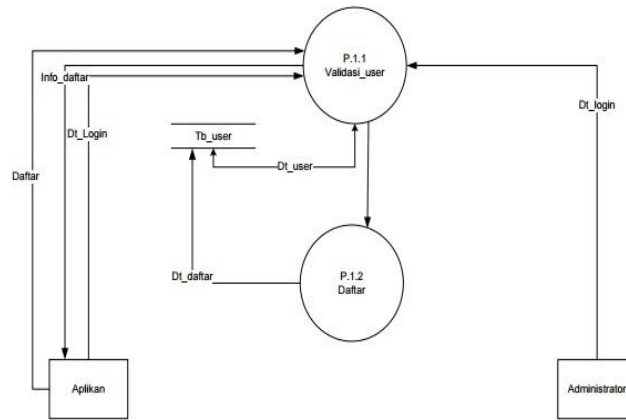 P.1.1
Validasi_user
Info_daftar
Dt_login
Dt_Login
Tb_user
Dt_user
Daftar
Dt_daftar
P.1.2
Daftar
Aplikan
Administrator